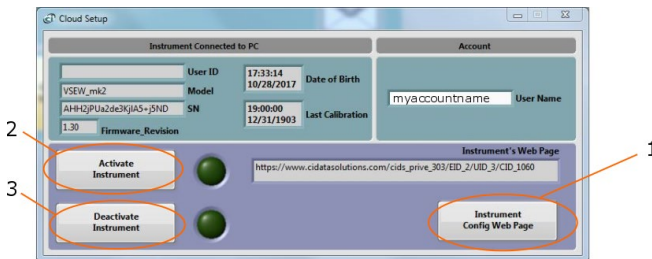 Cloud Setup
Instrument Connected to PC
Account
User ID
17:33:14
10/28/2017
Date of Birth
VSEW_mk2
Model
AHH2jPUa2de3KjIA5+j5ND
SN
19:00:00
12/31/1903
Last Calibration
1.30
Firmware_Revision
myaccountname
User Name
2
Activate
Instrument
Instrument's Web Page
https://www.cidatasolutions.com/cids_prive_303/EID_2/UID_3/CID_1060
1
3
Deactivate
Instrument
Instrument
Config Web Page